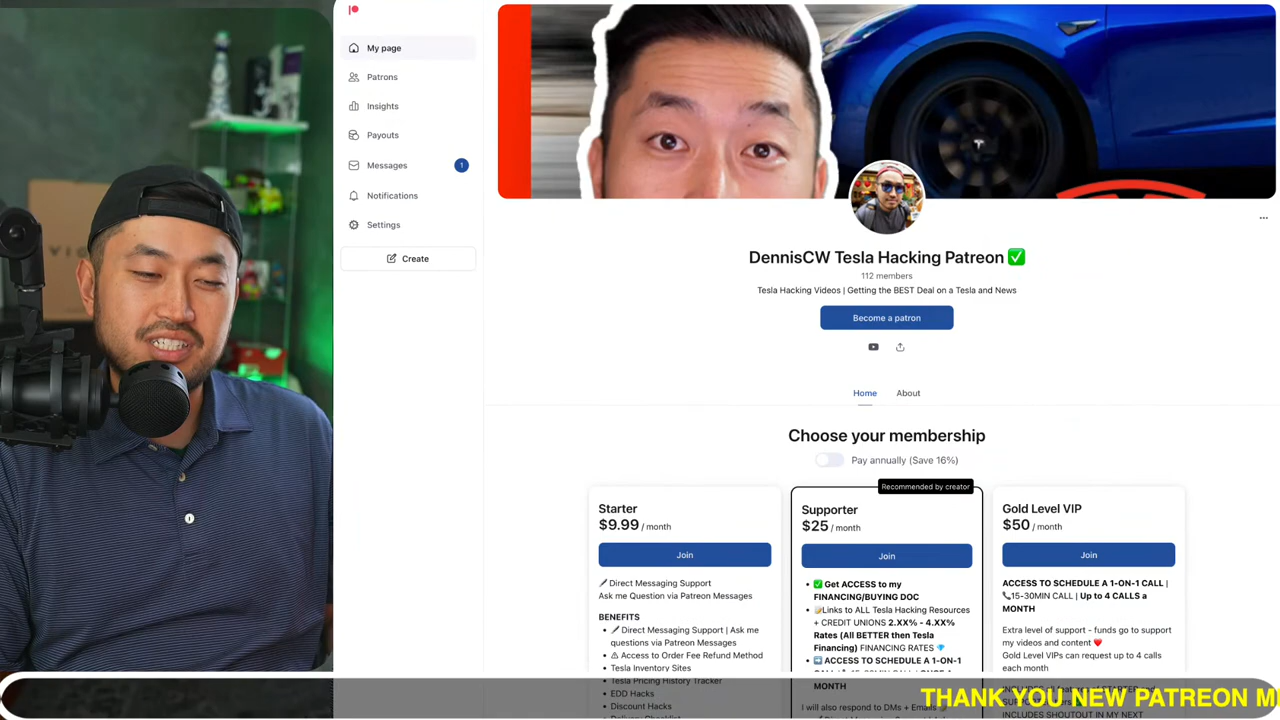 My page
Patrons
Insights
Payouts
Messages
1
Notifications
Settings
Create
DennisCW Tesla Hacking Patreon ✅
112 members
Tesla Hacking Videos | Getting the BEST Deal on a Tesla and News
Become a patron
Home
About
Choose your membership
Pay annually (Save 16%)
Starter
$9.99 / month
Join
🖊️ Direct Messaging Support
Ask me Question via Patreon Messages
BENEFITS
• 🖊️ Direct Messaging Support | Ask me
questions via Patreon Messages
• ⚠️ Access to Order Fee Refund Method
• Tesla Inventory Sites
• Tesla Pricing History Tracker
• EDD Hacks
• Discount Hacks
Recommended by creator
Supporter
$25 / month
Join
• ✅ Get ACCESS to my
FINANCING/BUYING DOC
• 📝Links to ALL Tesla Hacking Resources
+ CREDIT UNIONS 2.XX% - 4.XX%
Rates (All BETTER then Tesla
Financing) FINANCING RATES 💎
• ➡️ ACCESS TO SCHEDULE A 1-ON-1
MONTH
I will also respond to DMs + Emails
Gold Level VIP
$50 / month
Join
ACCESS TO SCHEDULE A 1-ON-1 CALL |
📞15-30MIN CALL | Up to 4 CALLS a
MONTH
Extra level of support - funds go to support
my videos and content ❤️
Gold Level VIPs can request up to 4 calls
each month
INCLUDES SHOUTOUT IN MY NEXT
THANK YOU NEW PATREON M